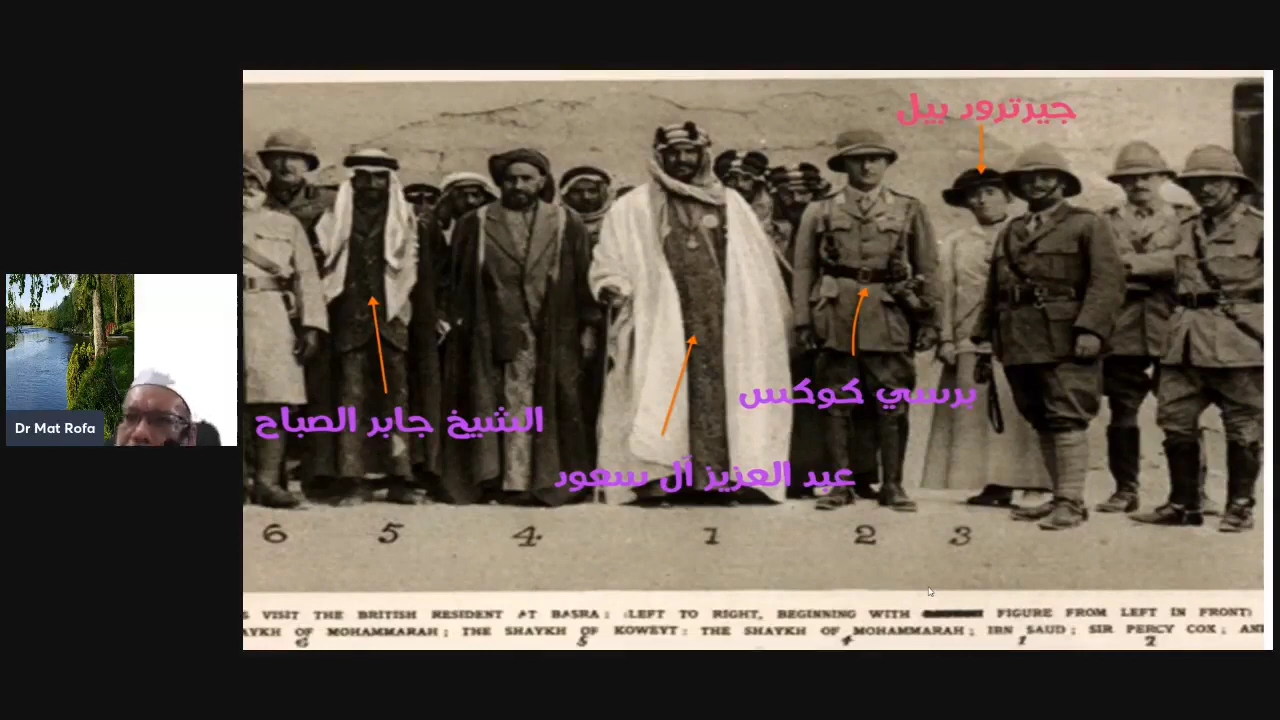 جيرترود بيل
برسي كوكس
الشيخ جابر الصباح
عبد العزيز آل سعود
6 5 4 1 2 3
VISIT THE BRITISH RESIDENT AT BASRA: (LEFT TO RIGHT, BEGINNING WITH FIGURE FROM LEFT IN FRONT)
OF MOHAMMARAH; THE SHAYKH OF KOWEYT: THE SHAYKH OF MOHAMMARAH; IBN SAUD; SIR PERCY COX,
6 5 4 1 2
Dr Mat Rofa